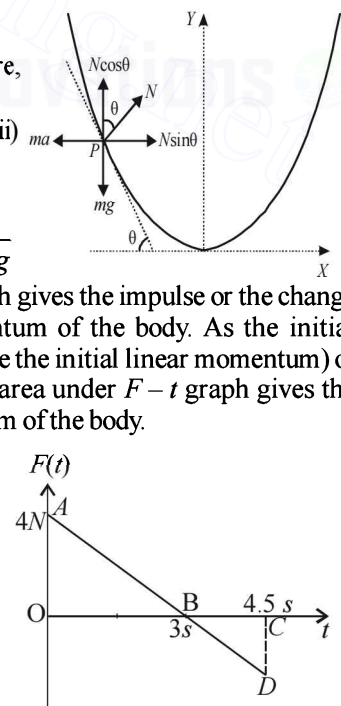 Y
re,
Ncosθ
N
θ
ii)
ma
Nsinθ
P
mg
θ
g
X
h gives the impulse or the chang
ntum of the body. As the initia
e the initial linear momentum) o
area under F – t graph gives th
m of the body.
F(t)
A
4N
B
4.5 s
O
3s
C
t
D